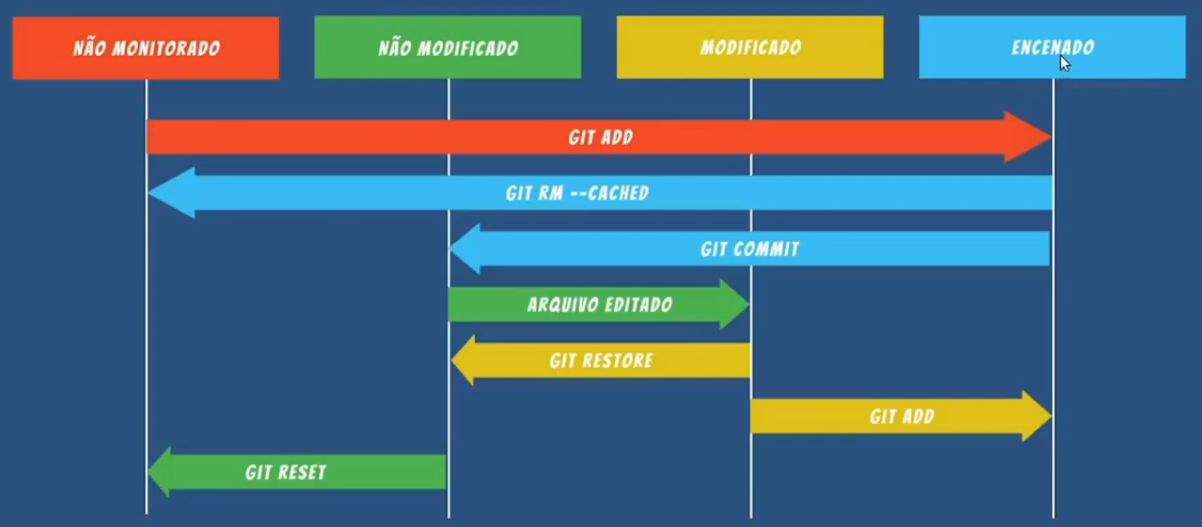 NÃO MONITORADO
NÃO MODIFICADO
MODIFICADO
ENCENADO
GIT ADD
GIT RM --CACHED
GIT COMMIT
ARQUIVO EDITADO
GIT RESTORE
GIT ADD
GIT RESET